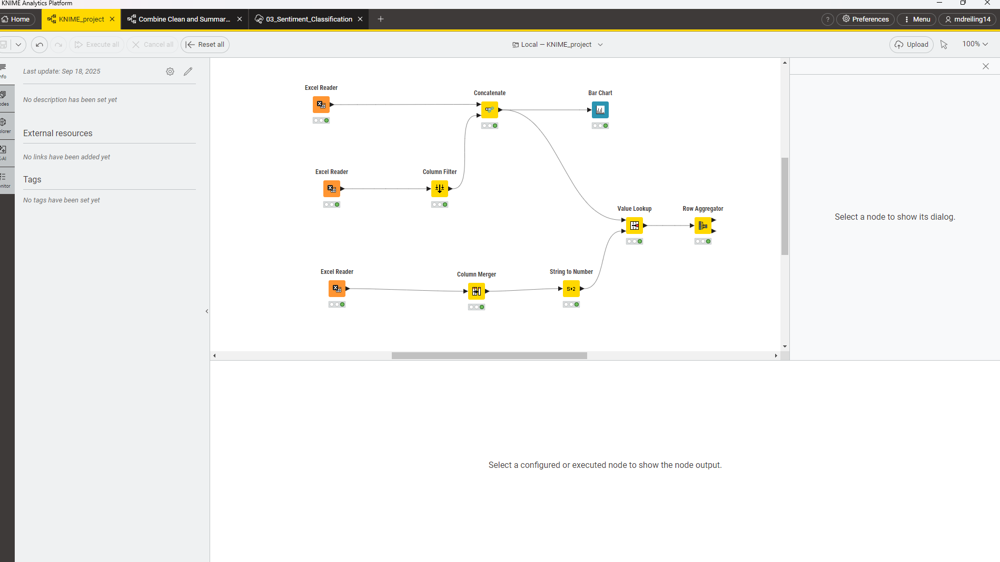 KNIME Analytics Platform
Home
KNIME_project
Combine Clean and Summar...
03_Sentiment_Classification
?
Preferences
Menu
mdreiling14
Execute all
Cancel all
Reset all
Local — KNIME_project
Upload
100%
nfo
odes
plorer
-AI
nitor
Last update: Sep 18, 2025
No description has been set yet
External resources
No links have been added yet
Tags
No tags have been set yet
Excel Reader
Concatenate
Bar Chart
Excel Reader
Column Filter
Value Lookup
Row Aggregator
Excel Reader
Column Merger
String to Number
S▸2
Select a node to show its dialog.
Select a configured or executed node to show the node output.